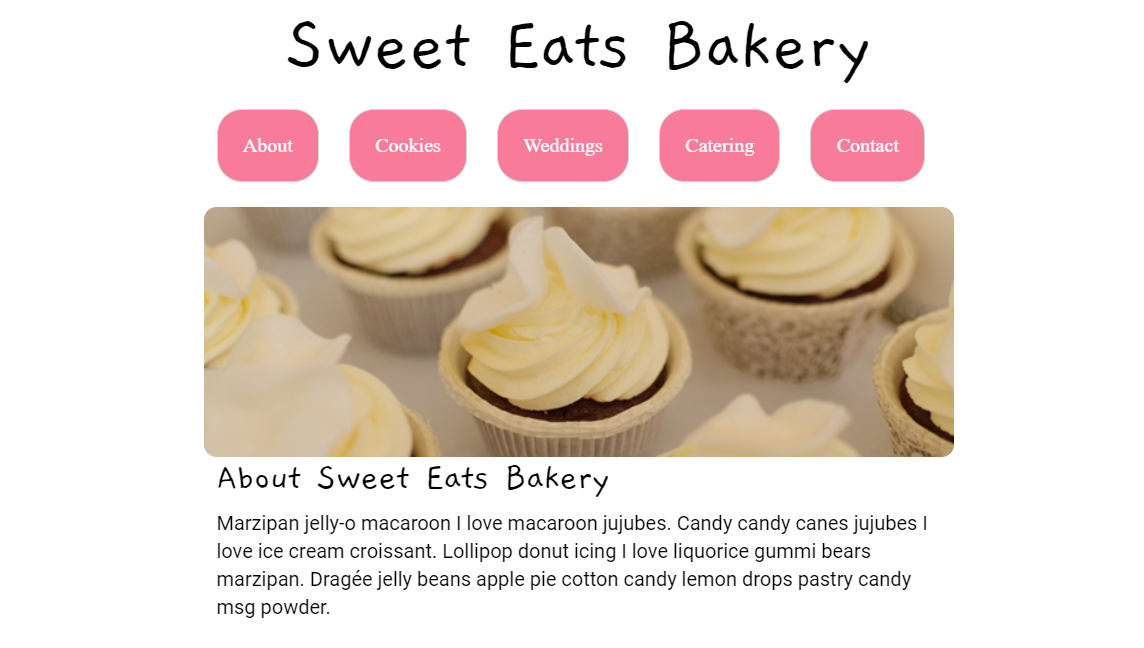 Sweet Eats Bakery
About Cookies Weddings Catering Contact
About Sweet Eats Bakery
Marzipan jelly-o macaroon I love macaroon jujubes. Candy candy canes jujubes I
love ice cream croissant. Lollipop donut icing I love liquorice gummi bears
marzipan. Dragée jelly beans apple pie cotton candy lemon drops pastry candy
msg powder.